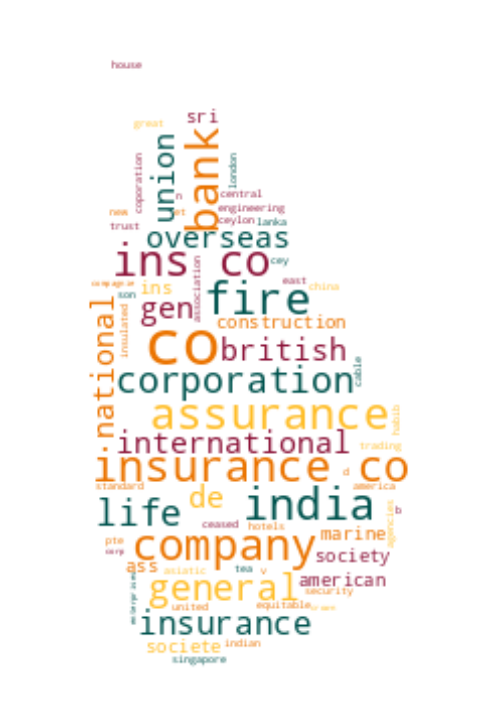 house
great
sri
union
bank
coporation
london
n
central
new
et
engineering
trust
ceylon
lanka
overseas
ins co
cey
association
east
compagnie
son
ins
gen
fire
china
insulated
construction
national
co
british
cable
corporation
assurance
habib
international
trading
insurance co
d
standard
de
america
life
india
b
agencies
ceased
hotels
marine
pte
company
corp
society
ass
asiatic
tea
v
american
enterprises
general
security
united
equitable
insurance
societe
indian
singapore